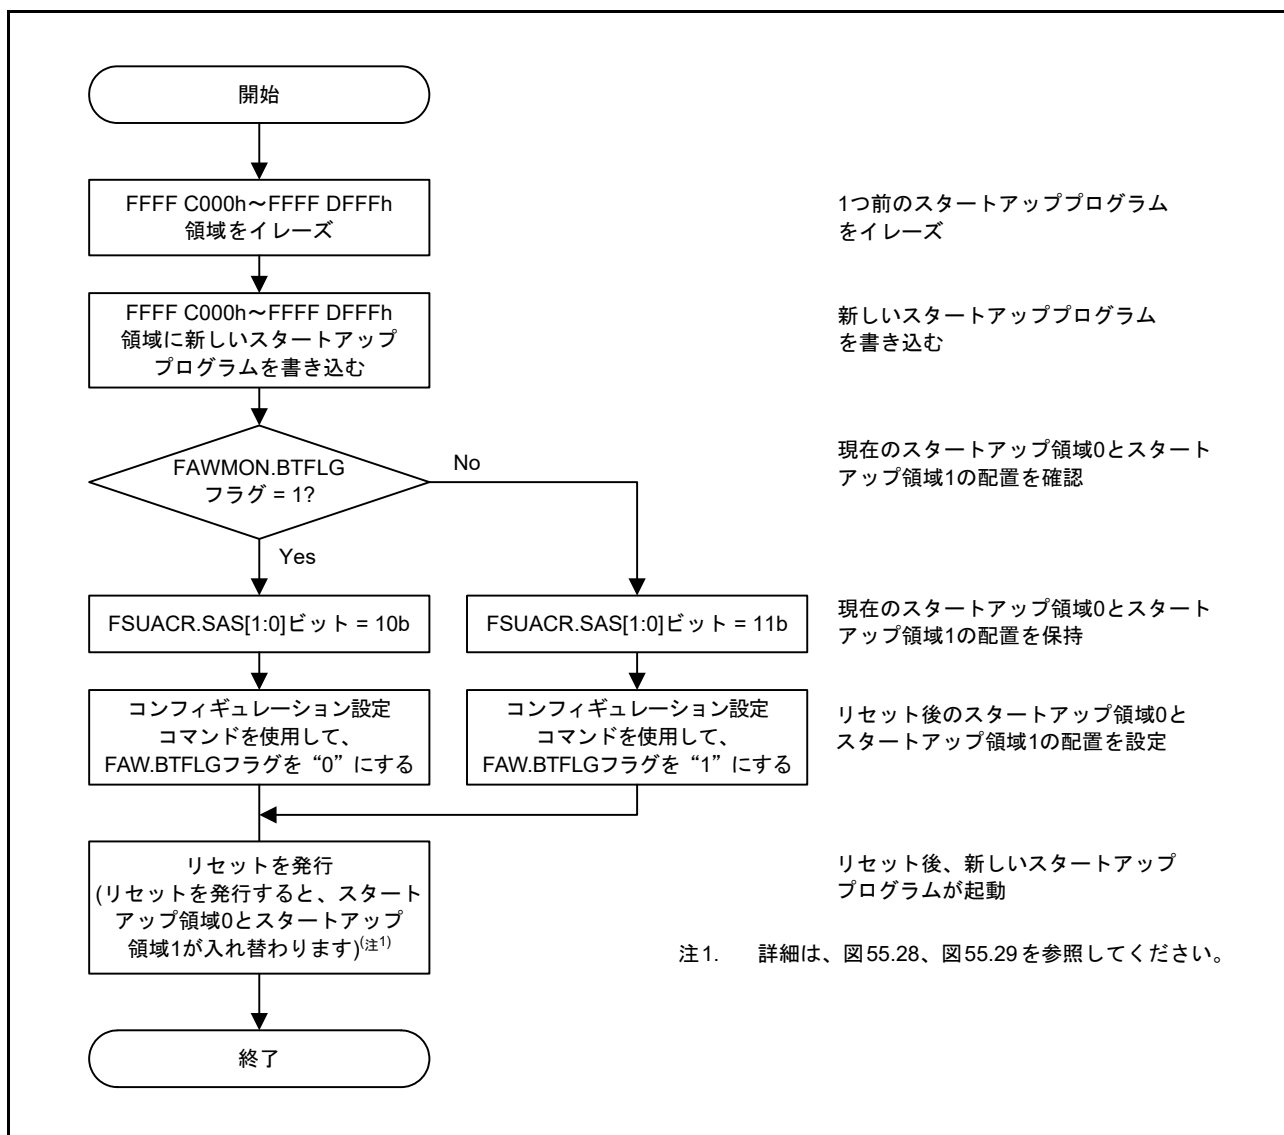 開始
FFFF C000h～FFFF DFFFh
領域をイレーズ
1つ前のスタートアッププログラム
をイレーズ
FFFF C000h～FFFF DFFFh
領域に新しいスタートアップ
プログラムを書き込む
新しいスタートアッププログラム
を書き込む
FAWMON.BTFLG
フラグ = 1?
No
Yes
現在のスタートアップ領域0とスタート
アップ領域1の配置を確認
FSUACR.SAS[1:0]ビット = 10b
FSUACR.SAS[1:0]ビット = 11b
現在のスタートアップ領域0とスタート
アップ領域1の配置を保持
コンフィギュレーション設定
コマンドを使用して、
FAW.BTFLGフラグを“0”にする
コンフィギュレーション設定
コマンドを使用して、
FAW.BTFLGフラグを“1”にする
リセット後のスタートアップ領域0と
スタートアップ領域1の配置を設定
リセットを発行
(リセットを発行すると、スタート
アップ領域0とスタートアップ
領域1が入れ替わります)(注1)
リセット後、新しいスタートアップ
プログラムが起動
注1. 詳細は、図55.28、図55.29を参照してください。
終了